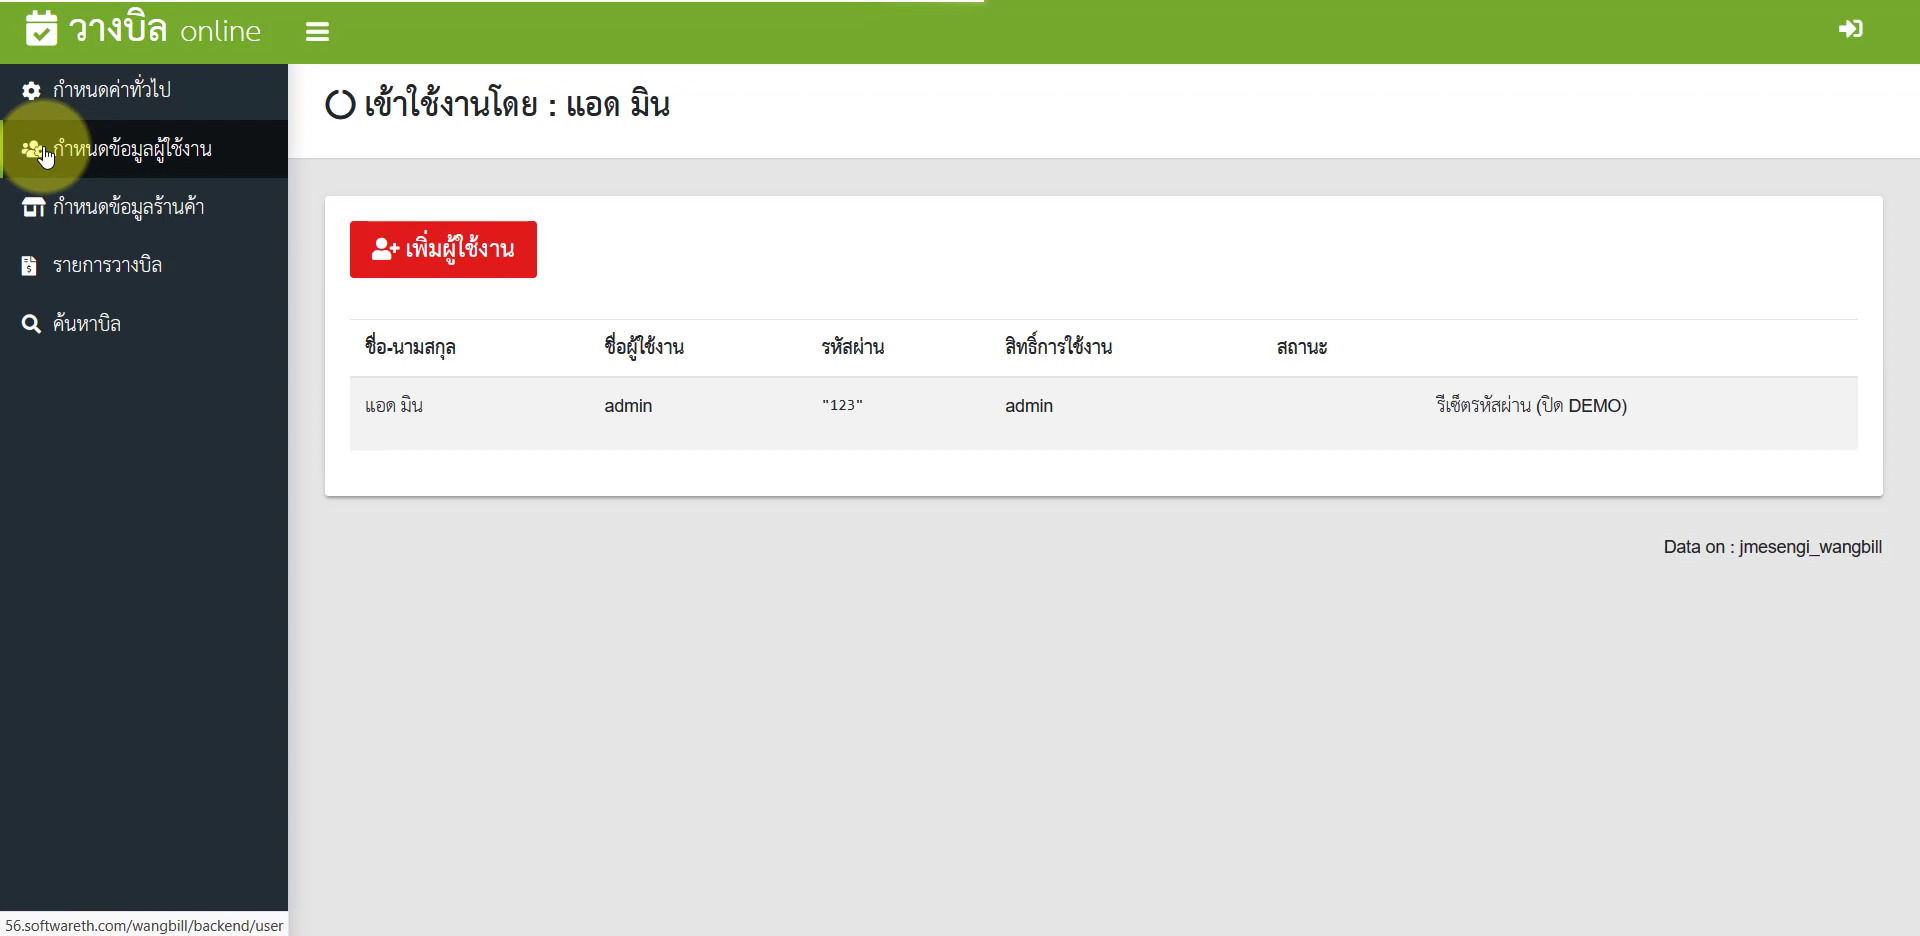 วางบิล online
กำหนดค่าทั่วไป
กำหนดข้อมูลผู้ใช้งาน
กำหนดข้อมูลร้านค้า
รายการวางบิล
ค้นหาบิล
เข้าใช้งานโดย : แอด มิน
เพิ่มผู้ใช้งาน
ชื่อ-นามสกุล ชื่อผู้ใช้งาน รหัสผ่าน สิทธิ์การใช้งาน สถานะ
แอด มิน admin "123" admin รีเซ็ตรหัสผ่าน (ปิด DEMO)
Data on : jmesengi_wangbill
56.softwareth.com/wangbill/backend/user